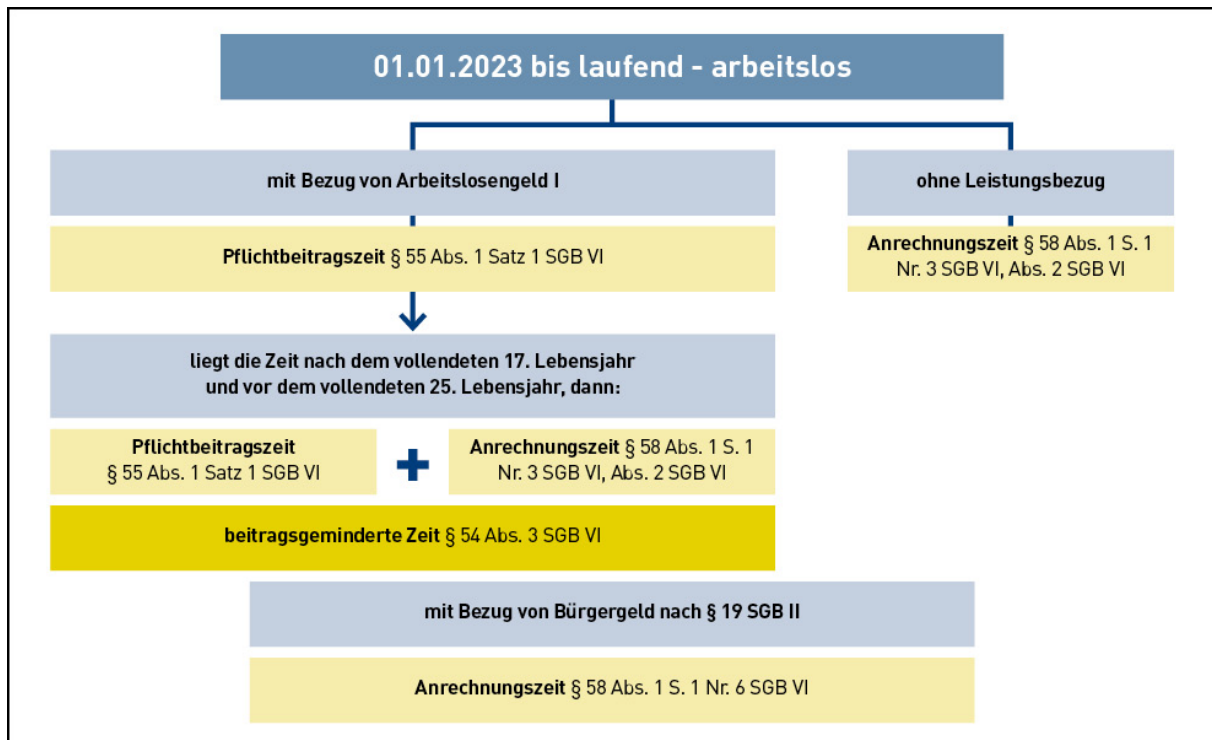 01.01.2023 bis laufend - arbeitslos
mit Bezug von Arbeitslosengeld I
Pflichtbeitragszeit § 55 Abs. 1 Satz 1 SGB VI
ohne Leistungsbezug
Anrechnungszeit § 58 Abs. 1 S. 1
Nr. 3 SGB VI, Abs. 2 SGB VI
liegt die Zeit nach dem vollendeten 17. Lebensjahr
und vor dem vollendeten 25. Lebensjahr, dann:
Pflichtbeitragszeit
§ 55 Abs. 1 Satz 1 SGB VI
Anrechnungszeit § 58 Abs. 1 S. 1
Nr. 3 SGB VI, Abs. 2 SGB VI
beitragsgeminderte Zeit § 54 Abs. 3 SGB VI
mit Bezug von Bürgergeld nach § 19 SGB II
Anrechnungszeit § 58 Abs. 1 S. 1 Nr. 6 SGB VI